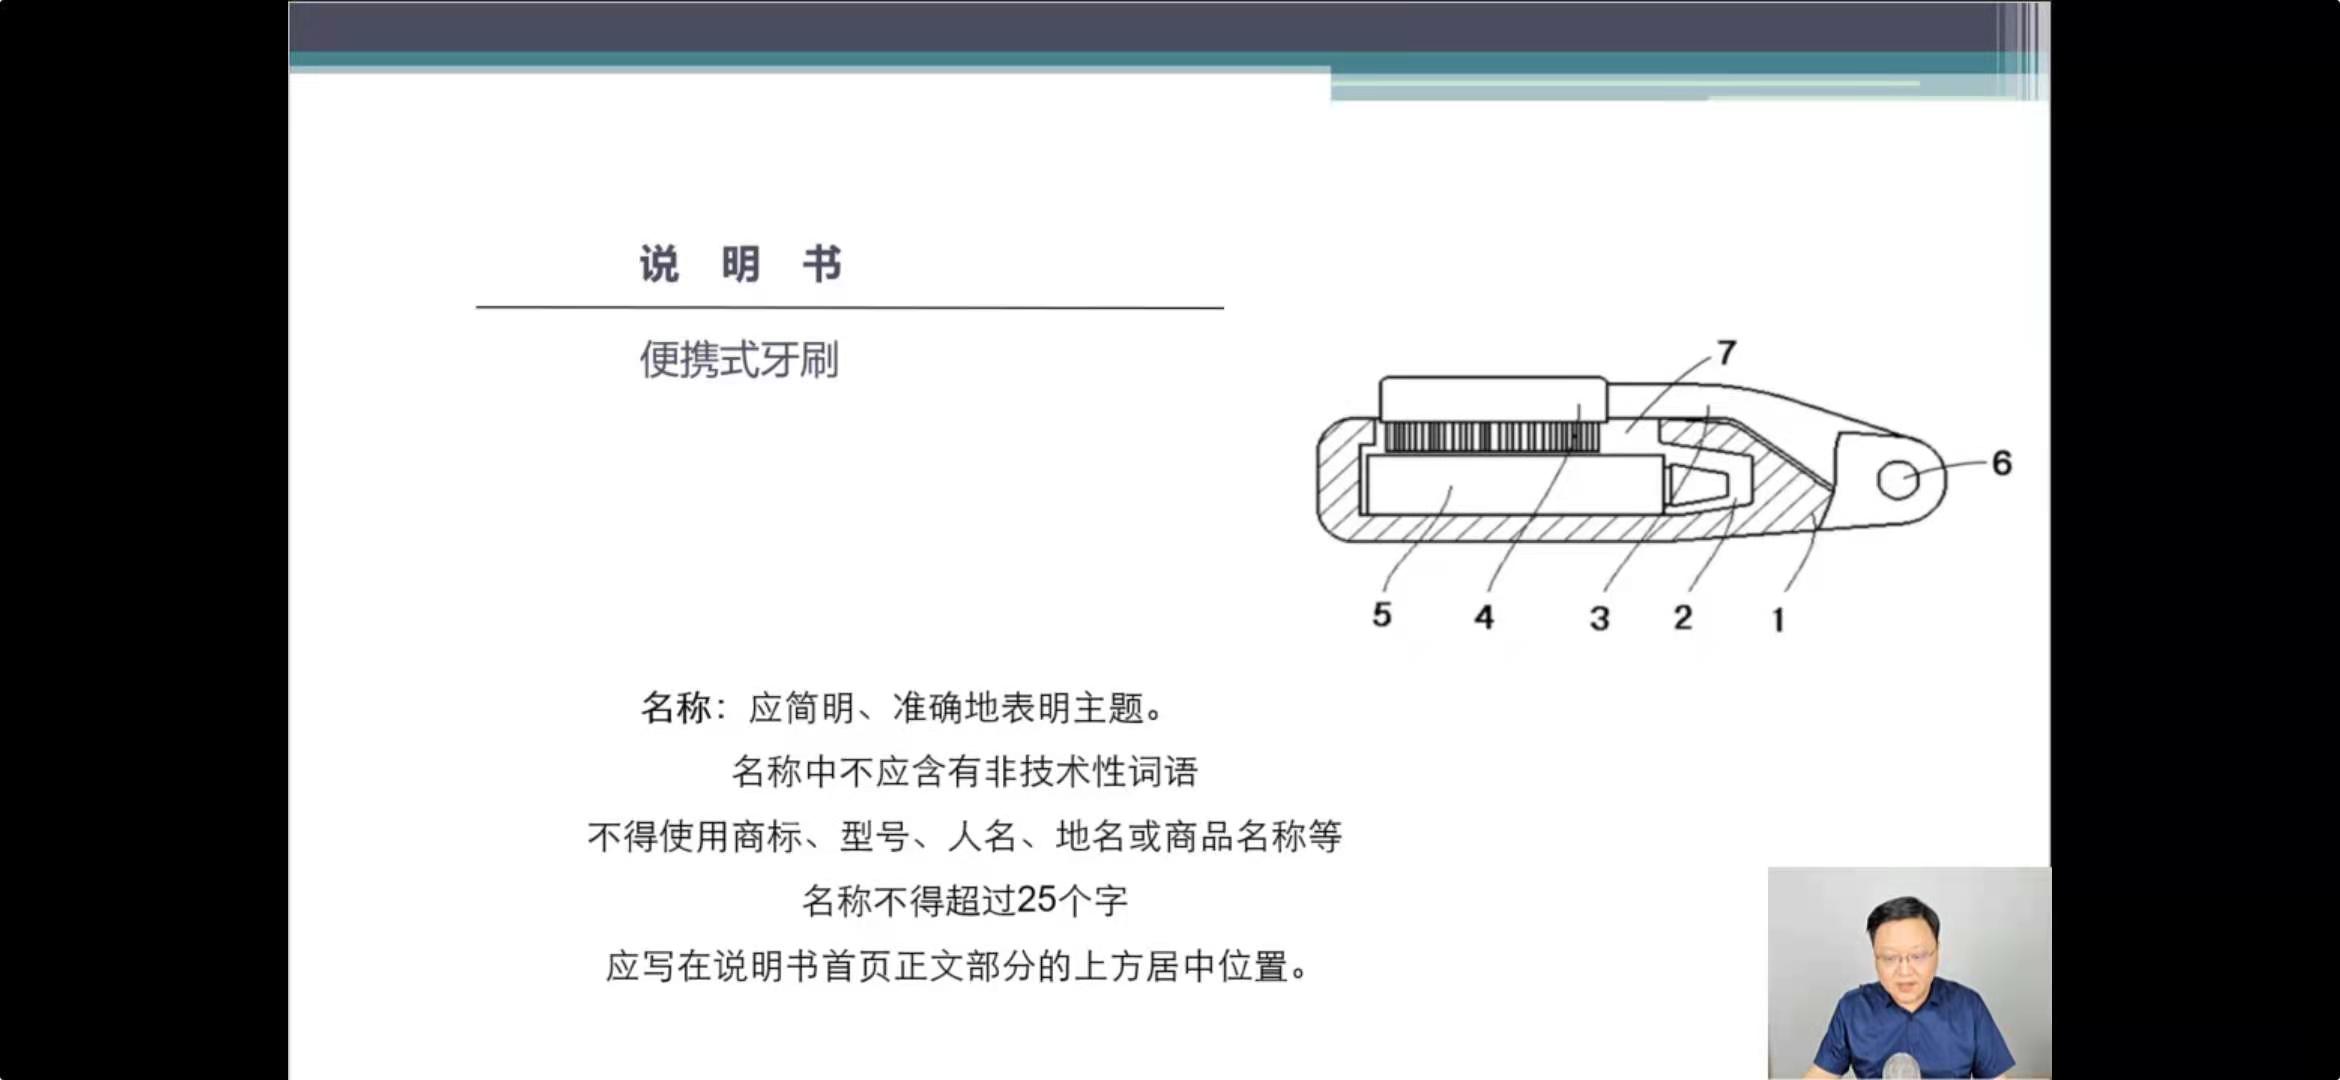 说 明 书
便携式牙刷
7
6
5 4 3 2 1
名称：应简明、准确地表明主题。
名称中不应含有非技术性词语
不得使用商标、型号、人名、地名或商品名称等
名称不得超过25个字
应写在说明书首页正文部分的上方居中位置。